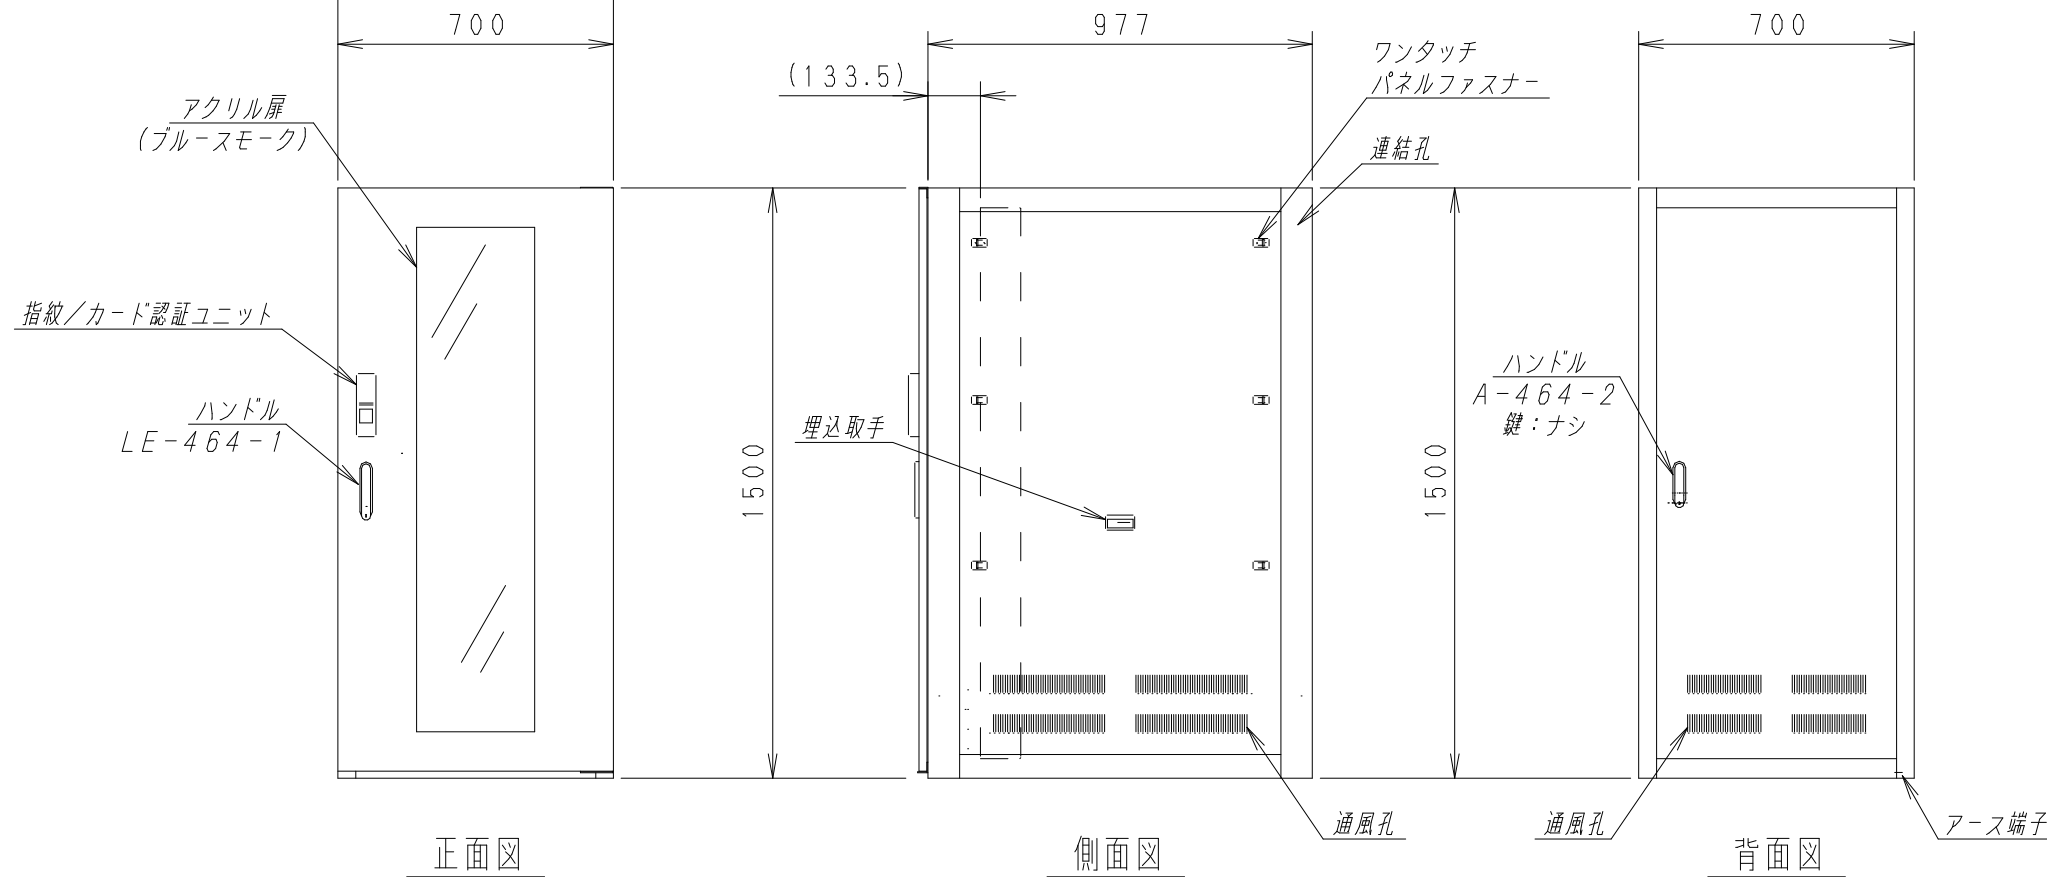 700
977
700
(133.5)
ワンタッチ
パネルファスナー
アクリル扉
(ブルースモーク)
連結孔
指紋/カード認証ユニット
ハンドル
LE-464-1
埋込取手
1500
1500
ハンドル
A-464-2
鍵:ナシ
通風孔
通風孔
アース端子
正面図
側面図
背面図